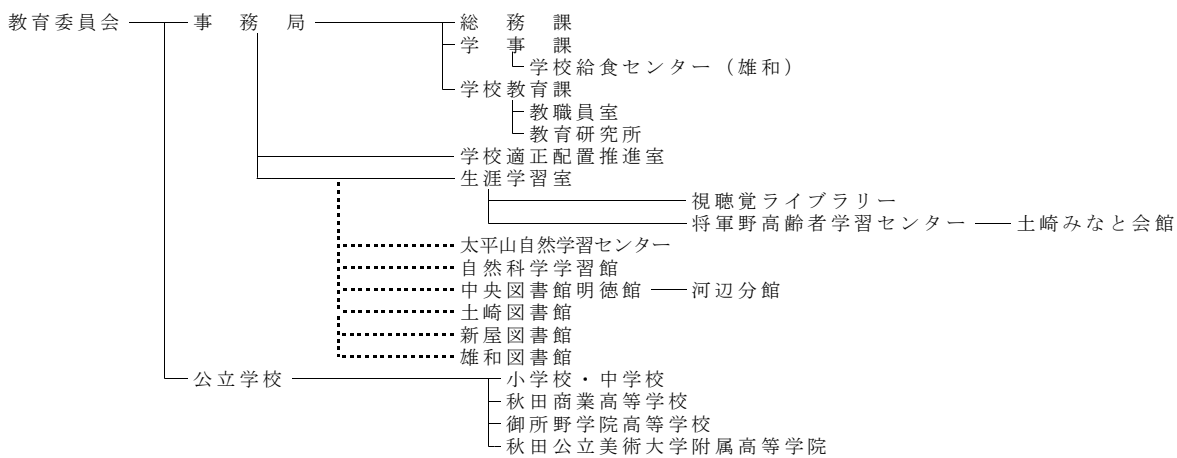 教育委員会 事務局 総務課
学事課
学校給食センター（雄和）
学校教育課
教職員室
教育研究所
学校適正配置推進室
生涯学習室
視聴覚ライブラリー
将軍野高齢者学習センター 土崎みなと会館
太平山自然学習センター
自然科学学習館
中央図書館明徳館 河辺分館
土崎図書館
新屋図書館
雄和図書館
公立学校 小学校・中学校
秋田商業高等学校
御所野学院高等学校
秋田公立美術大学附属高等学院